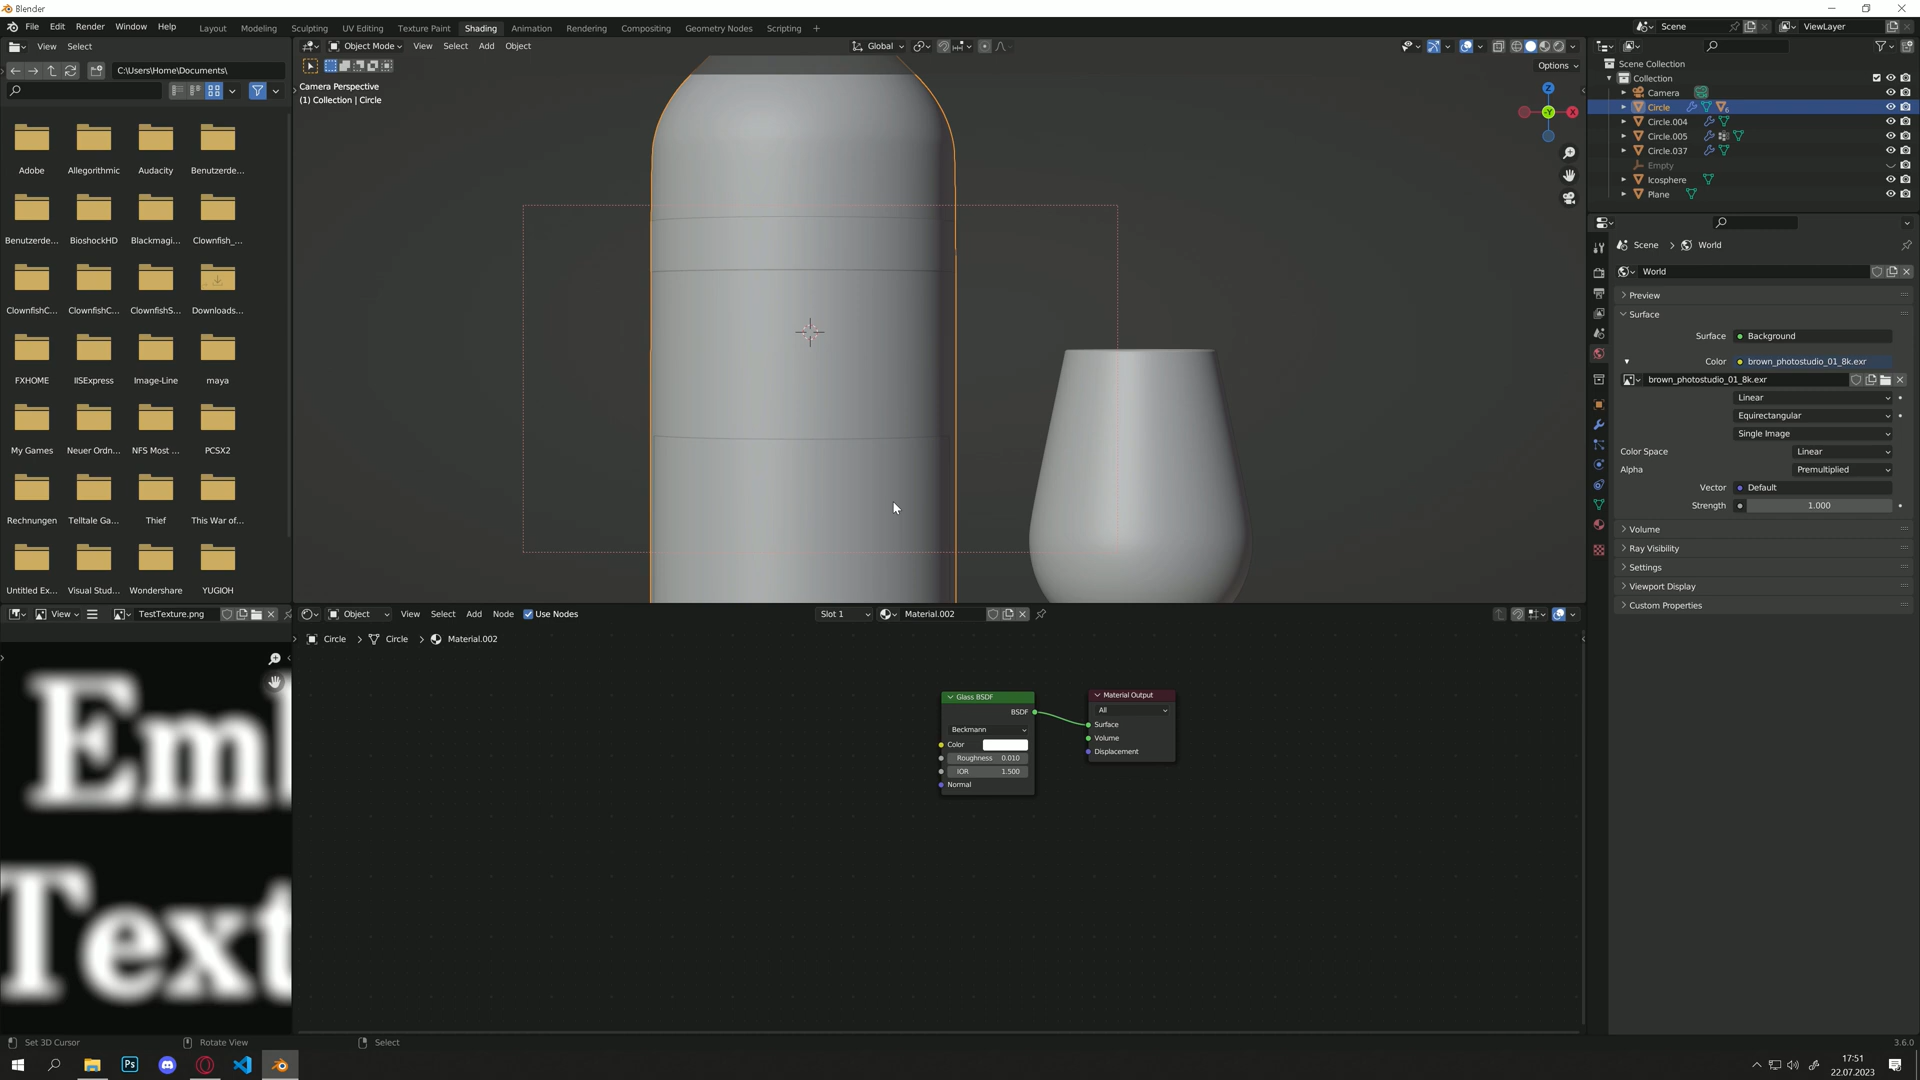 Blender
File Edit Render Window Help
Layout Modeling Sculpting UV Editing Texture Paint Shading Animation Rendering Compositing Geometry Nodes Scripting +
Scene
ViewLayer
View Select
C:\Users\Home\Documents\
Adobe Allegorithmic Audacity Benutzerde...
Benutzerde... BioshockHD Blackmagi... Clownfish_...
ClownfishC... ClownfishC... ClownfishS... Downloads...
FXHOME IISExpress Image-Line maya
My Games Neuer Ordn... NFS Most ... PCSX2
Rechnungen Telltale Ga... Thief This War of...
Untitled Ex... Visual Stud... Wondershare YUGIOH
Object Mode View Select Add Object
Global
Options
Camera Perspective
(1) Collection | Circle
Z
Y
X
Scene Collection
Collection
Camera
Circle
6
Circle.004
Circle.005
Circle.037
Empty
Icosphere
Plane
Scene > World
World
Preview
Surface
Surface Background
Color brown_photostudio_01_8k.exr
brown_photostudio_01_8k.exr
Linear
Equirectangular
Single Image
Color Space Linear
Alpha Premultiplied
Vector Default
Strength 1.000
Volume
Ray Visibility
Settings
Viewport Display
Custom Properties
View TestTexture.png
Eml
Text
Object View Select Add Node Use Nodes Slot 1 Material.002
Circle > Circle > Material.002
Glass BSDF
BSDF
Beckmann
Color
Roughness 0.010
IOR 1.500
Normal
Material Output
All
Surface
Volume
Displacement
Set 3D Cursor Rotate View Select
3.6.0
Ps
17:51
22.07.2023